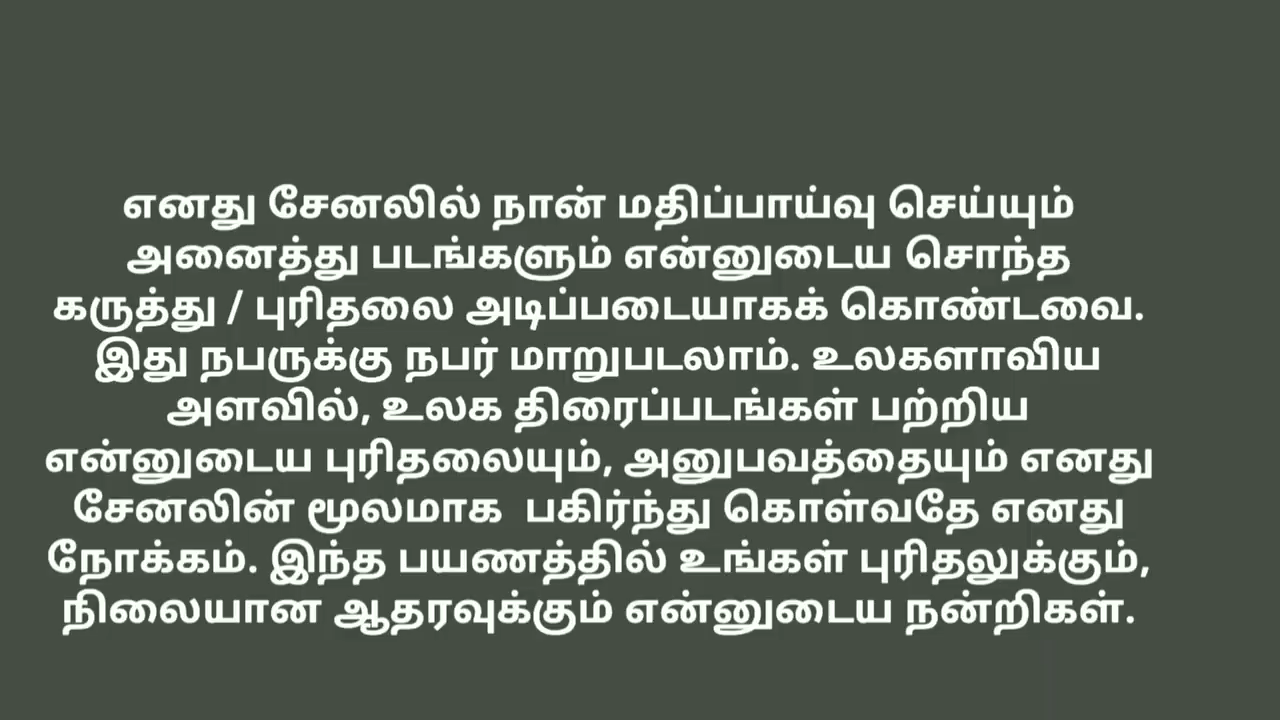 எனது சேனலில் நான் மதிப்பாய்வு செய்யும்
அனைத்து படங்களும் என்னுடைய சொந்த
கருத்து / புரிதலை அடிப்படையாகக் கொண்டவை.
இது நபருக்கு நபர் மாறுபடலாம். உலகளாவிய
அளவில், உலக திரைப்படங்கள் பற்றிய
என்னுடைய புரிதலையும், அனுபவத்தையும் எனது
சேனலின் மூலமாக  பகிர்ந்து கொள்வதே எனது
நோக்கம். இந்த பயணத்தில் உங்கள் புரிதலுக்கும்,
நிலையான ஆதரவுக்கும் என்னுடைய நன்றிகள்.